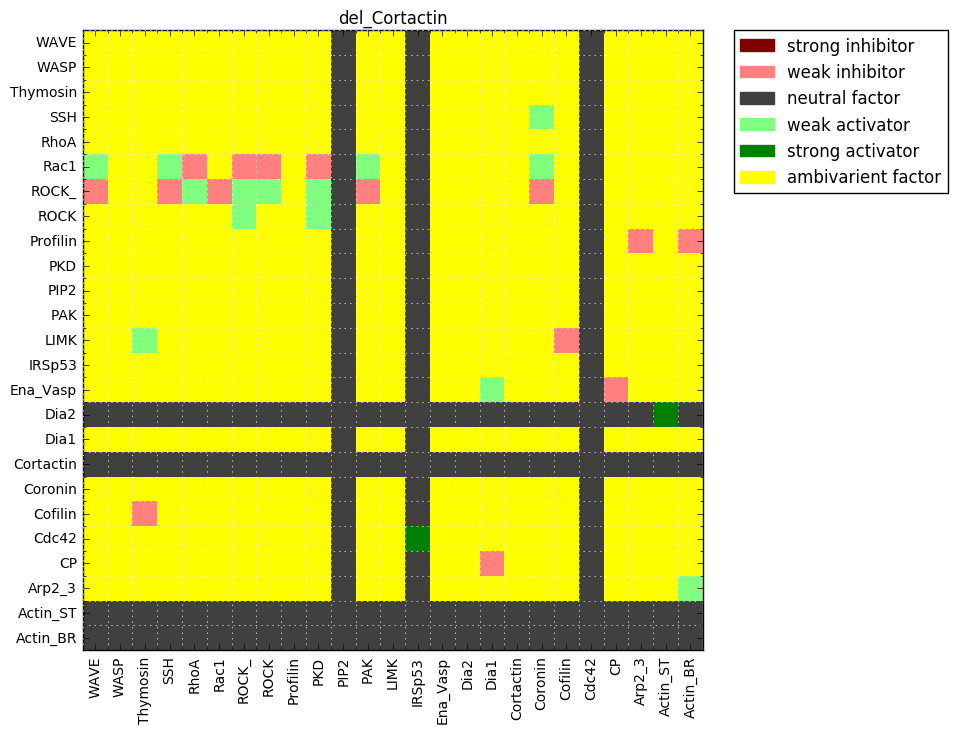 del_Cortactin
WAVE
WASP
Thymosin
SSH
RhoA
Rac1
ROCK_
ROCK
Profilin
PKD
PIP2
PAK
LIMK
IRSp53
Ena_Vasp
Dia2
Dia1
Cortactin
Coronin
Cofilin
Cdc42
CP
Arp2_3
Actin_ST
Actin_BR
WAVE
WASP
Thymosin
SSH
RhoA
Rac1
ROCK_
ROCK
Profilin
PKD
PIP2
PAK
LIMK
IRSp53
Ena_Vasp
Dia2
Dia1
Cortactin
Coronin
Cofilin
Cdc42
CP
Arp2_3
Actin_ST
Actin_BR
strong inhibitor
weak inhibitor
neutral factor
weak activator
strong activator
ambivarient factor